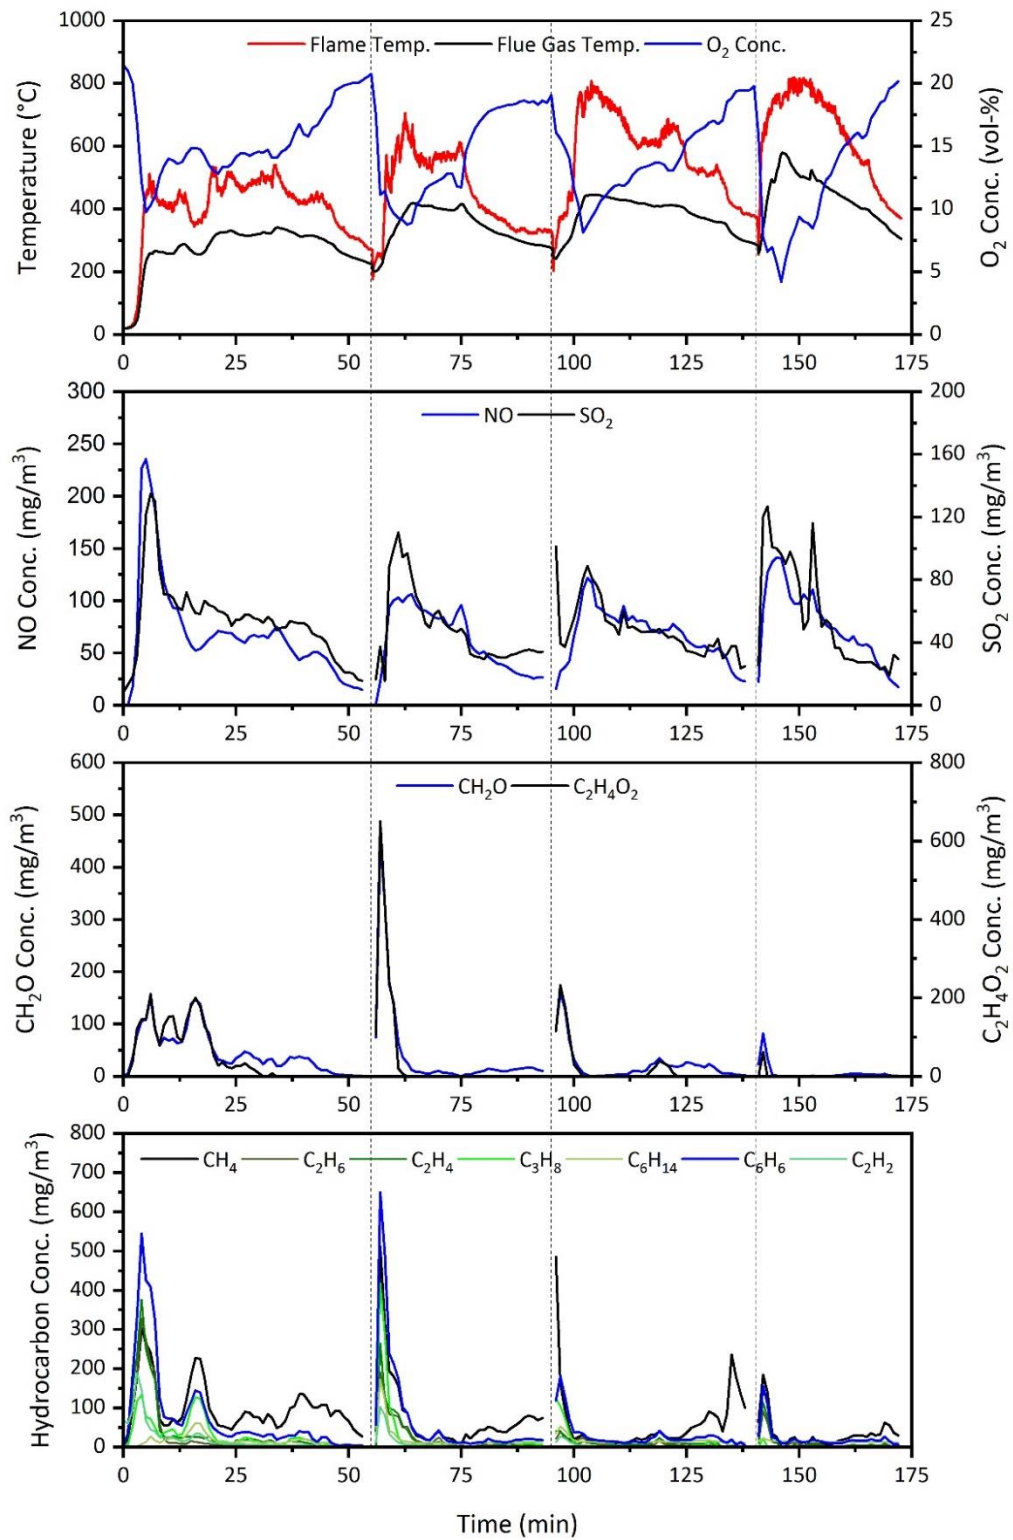 1000
800
600
400
200
0
Temperature (°C)
Flame Temp. Flue Gas Temp. O₂ Conc.
25
20
15
10
5
0
O₂ Conc. (vol-%)
0 25 50 75 100 125 150 175
300
250
200
150
100
50
0
NO Conc. (mg/m³)
NO SO₂
200
160
120
80
40
0
SO₂ Conc. (mg/m³)
0 25 50 75 100 125 150 175
600
500
400
300
200
100
0
CH₂O Conc. (mg/m³)
CH₂O C₂H₄O₂
800
600
400
200
0
C₂H₄O₂ Conc. (mg/m³)
0 25 50 75 100 125 150 175
800
700
600
500
400
300
200
100
0
Hydrocarbon Conc. (mg/m³)
CH₄ C₂H₆ C₂H₄ C₃H₈ C₆H₁₄ C₆H₆ C₂H₂
0 25 50 75 100 125 150 175
Time (min)